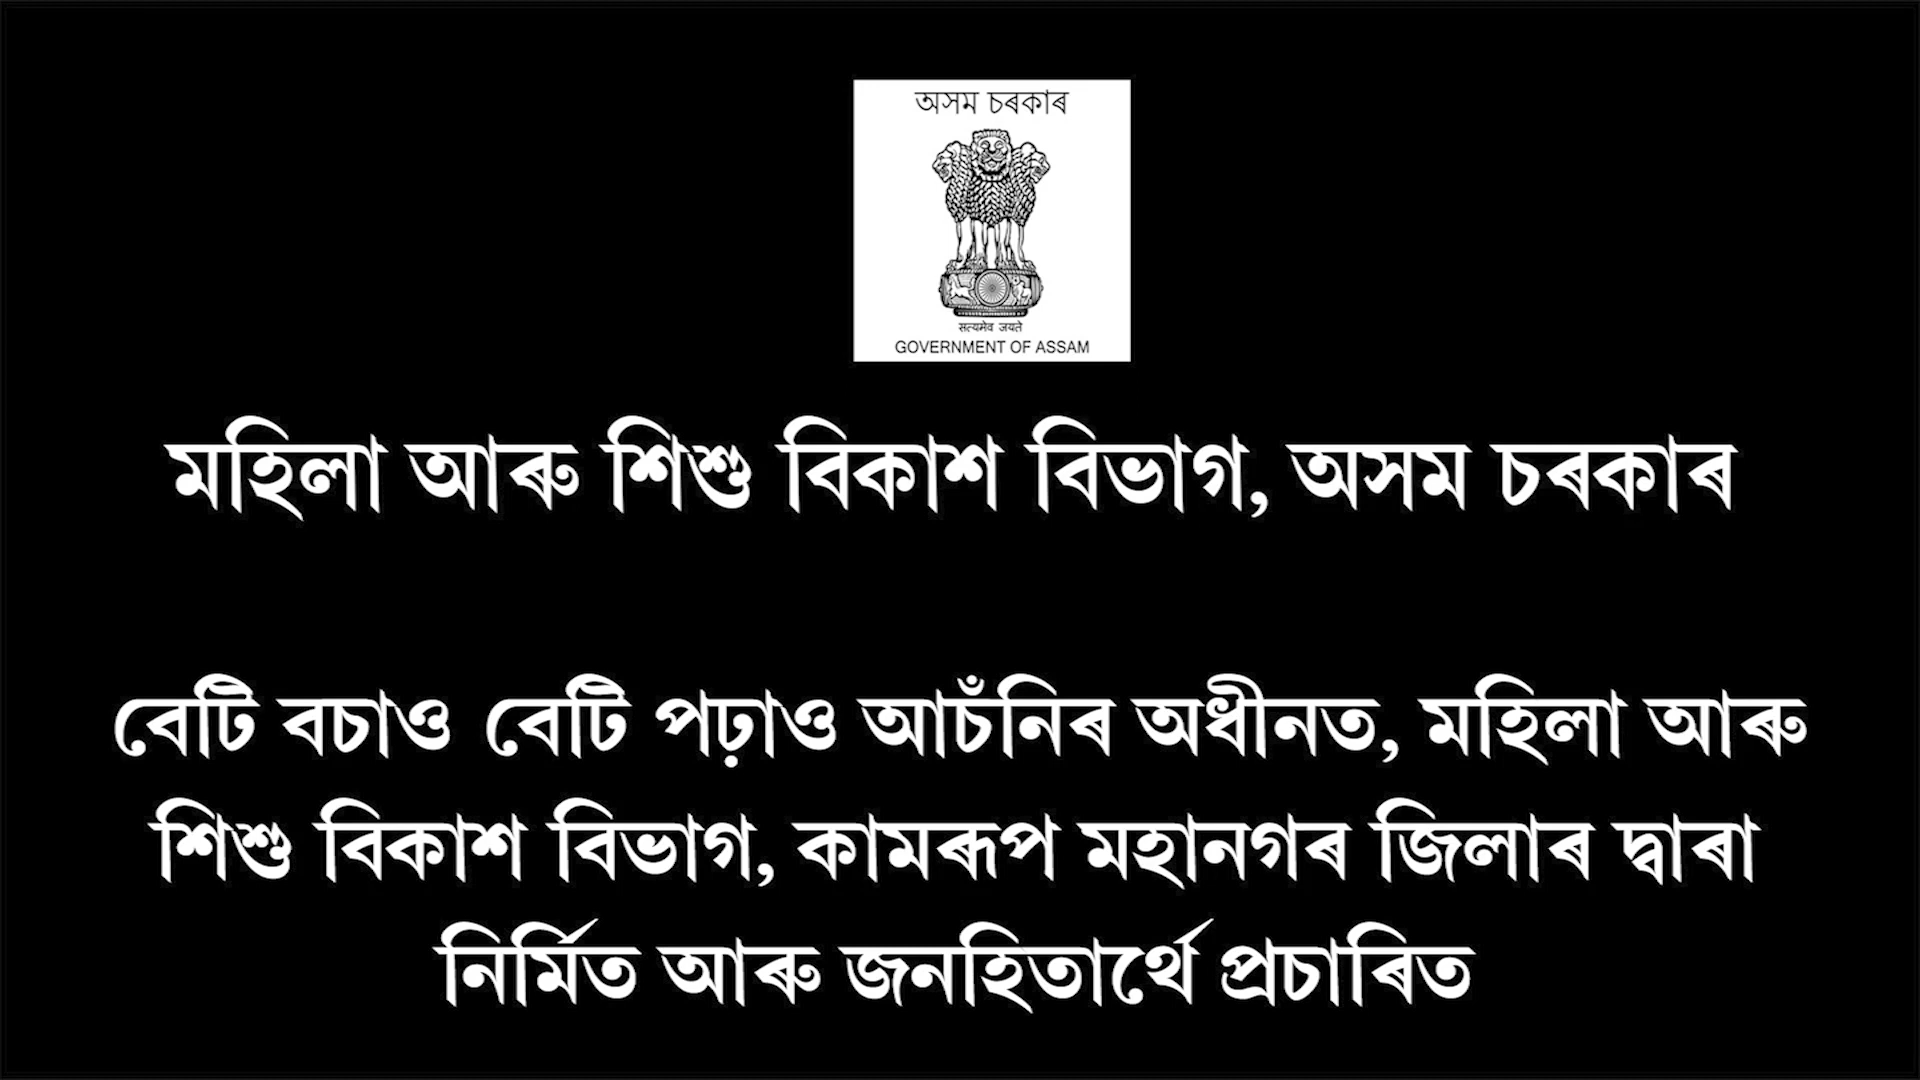 অসম চৰকাৰ
सत्यमेव जयते
GOVERNMENT OF ASSAM
মহিলা আৰু শিশু বিকাশ বিভাগ, অসম চৰকাৰ
বেটি বচাও বেটি পঢ়াও আচঁনিৰ অধীনত, মহিলা আৰু
শিশু বিকাশ বিভাগ, কামৰূপ মহানগৰ জিলাৰ দ্বাৰা
নিৰ্মিত আৰু জনহিতাৰ্থে প্ৰচাৰিত